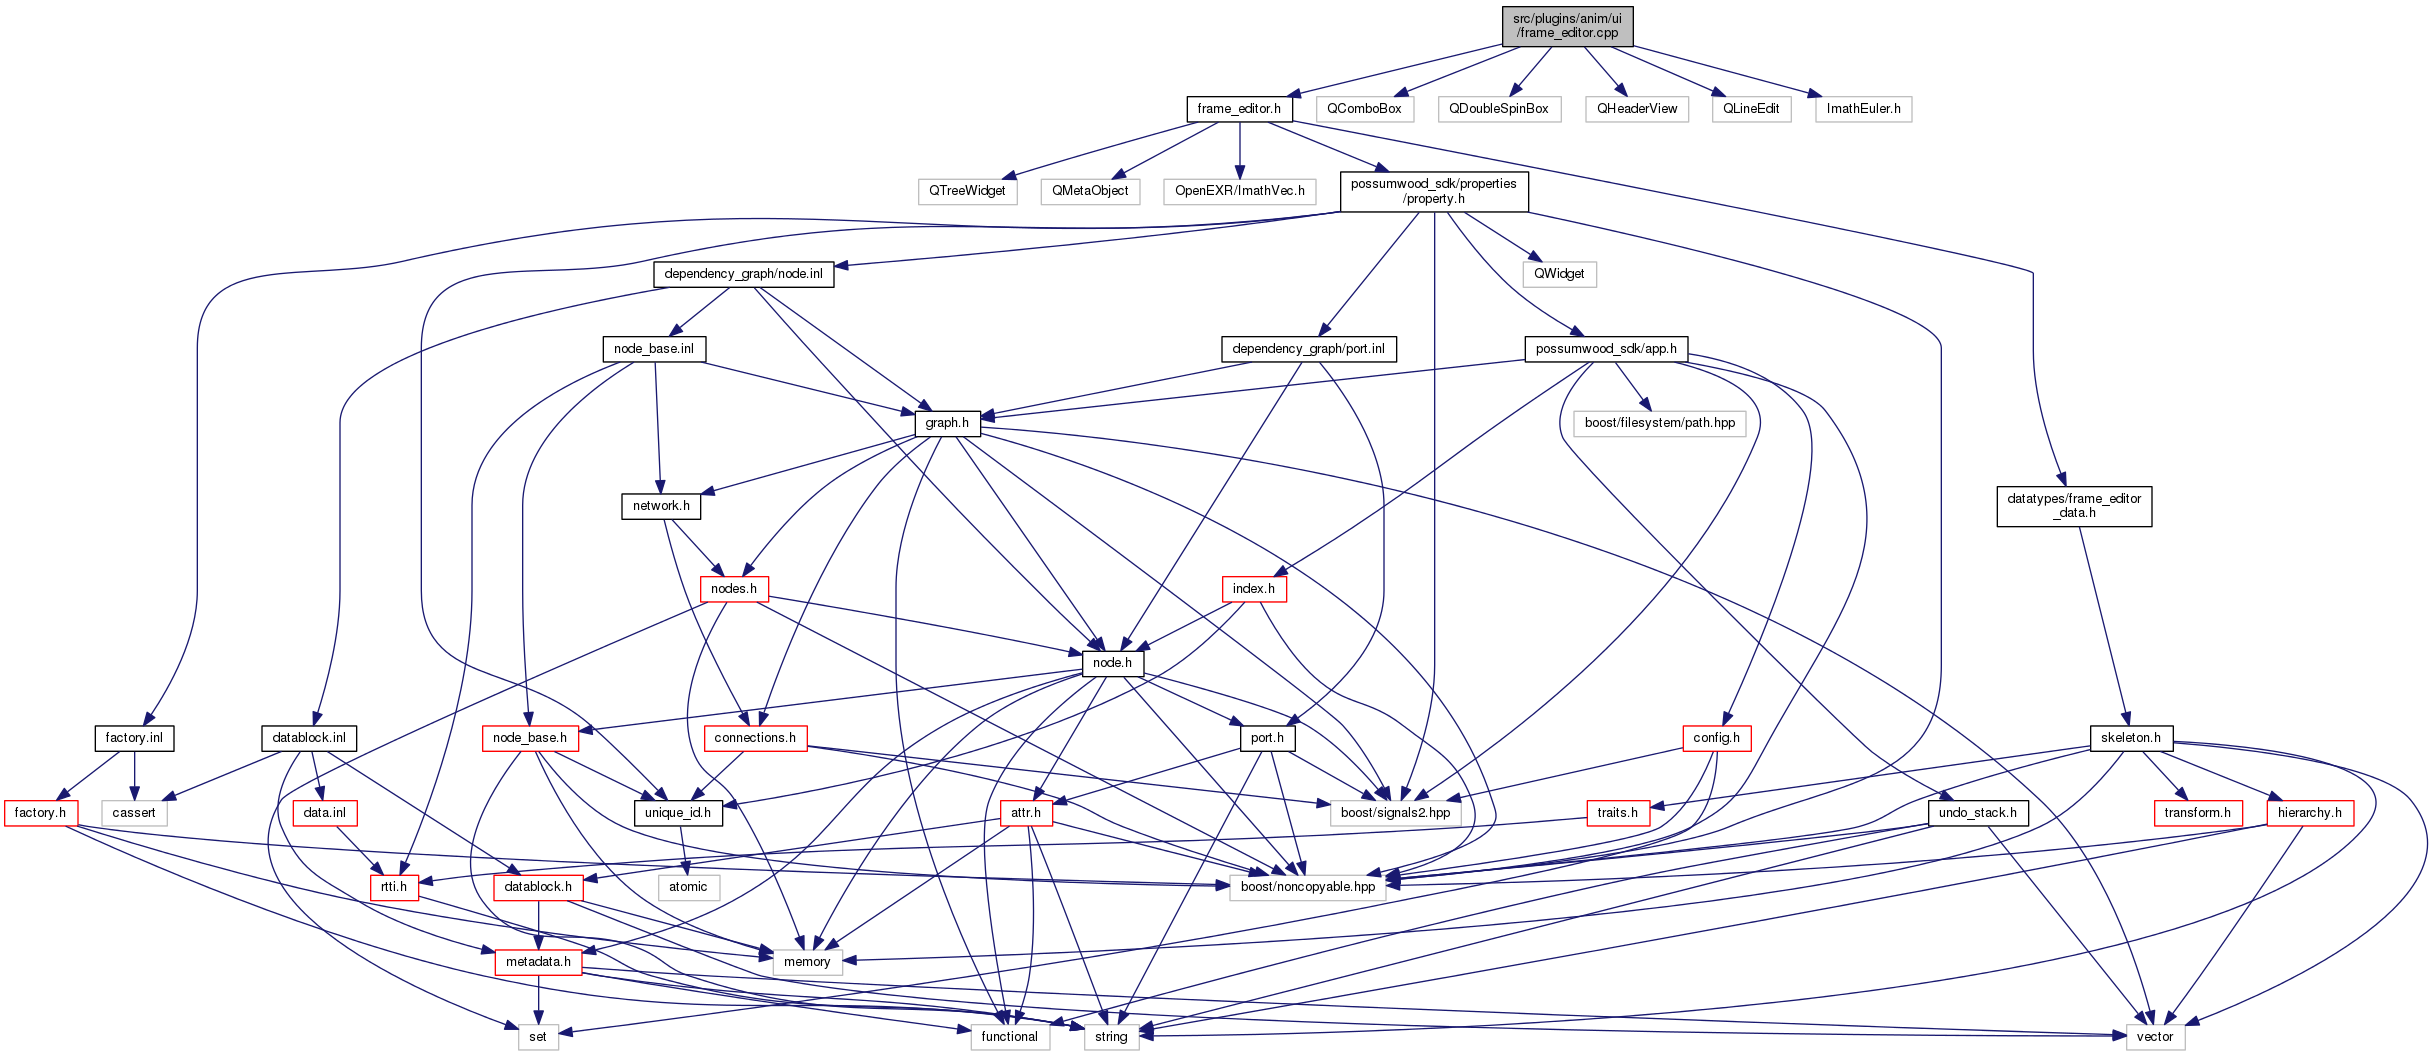 src/plugins/anim/ui
/frame_editor.cpp
frame_editor.h
QComboBox
QDoubleSpinBox
QHeaderView
QLineEdit
ImathEuler.h
QTreeWidget
QMetaObject
OpenEXR/ImathVec.h
possumwood_sdk/properties
/property.h
dependency_graph/node.inl
QWidget
node_base.inl
dependency_graph/port.inl
possumwood_sdk/app.h
graph.h
boost/filesystem/path.hpp
network.h
datatypes/frame_editor
_data.h
nodes.h
index.h
node.h
factory.inl
datablock.inl
node_base.h
connections.h
port.h
config.h
skeleton.h
factory.h
cassert
data.inl
unique_id.h
attr.h
boost/signals2.hpp
traits.h
undo_stack.h
transform.h
hierarchy.h
rtti.h
datablock.h
atomic
boost/noncopyable.hpp
metadata.h
memory
set
functional
string
vector